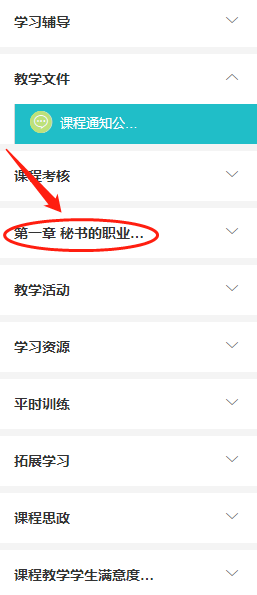 学习辅导
教学文件
课程通知公...
课程考核
第一章 秘书的职业...
教学活动
学习资源
平时训练
拓展学习
课程思政
课程教学学生满意度...